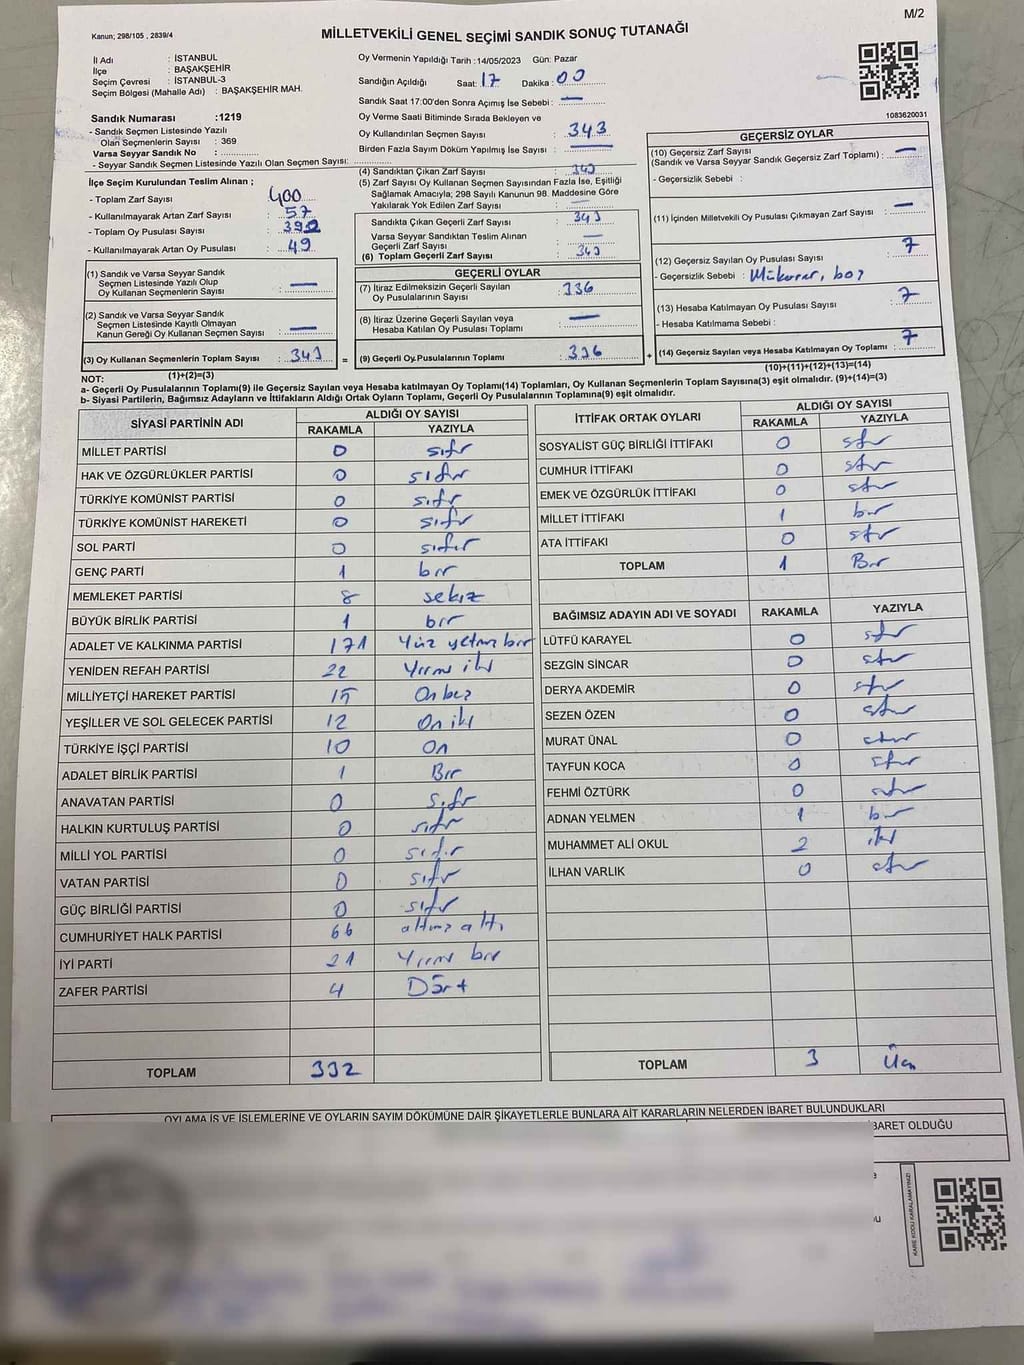 M/2
Kanun; 298/105 , 2839/4
MİLLETVEKİLİ GENEL SEÇİMİ SANDIK SONUÇ TUTANAĞI
İl Adı : İSTANBUL
İlçe : BAŞAKŞEHİR
Seçim Çevresi : İSTANBUL-3
Seçim Bölgesi (Mahalle Adı) : BAŞAKŞEHİR MAH.
Sandık Numarası :1219
- Sandık Seçmen Listesinde Yazılı
Olan Seçmenlerin Sayısı : 369
Varsa Seyyar Sandık No :
- Seyyar Sandık Seçmen Listesinde Yazılı Olan Seçmen Sayısı:
Oy Vermenin Yapıldığı Tarih :14/05/2023 Gün: Pazar
Sandığın Açıldığı Saat: 17 Dakika : 00
Sandık Saat 17:00'den Sonra Açımış İse Sebebi : —
Oy Verme Saati Bitiminde Sırada Bekleyen ve
Oy Kullandırılan Seçmen Sayısı : 343
Birden Fazla Sayım Döküm Yapılmış İse Sayısı : —
1083620031
İlçe Seçim Kurulundan Teslim Alınan ;
- Toplam Zarf Sayısı : 400
- Kullanılmayarak Artan Zarf Sayısı : 57
- Toplam Oy Pusulası Sayısı : 392
- Kullanılmayarak Artan Oy Pusulası : 49
(1) Sandık ve Varsa Seyyar Sandık
Seçmen Listesinde Yazılı Olup
Oy Kullanan Seçmenlerin Sayısı : —
(2) Sandık ve Varsa Seyyar Sandık
Seçmen Listesinde Kayıtlı Olmayan
Kanun Gereği Oy Kullanan Seçmen Sayısı : —
(3) Oy Kullanan Seçmenlerin Toplam Sayısı : 343 =
(1)+(2)=(3)
(4) Sandıktan Çıkan Zarf Sayısı : 343
(5) Zarf Sayısı Oy Kullanan Seçmen Sayısından Fazla İse, Eşitliği
Sağlamak Amacıyla; 298 Sayılı Kanunun 98. Maddesine Göre
Yakılarak Yok Edilen Zarf Sayısı : —
Sandıkta Çıkan Geçerli Zarf Sayısı : 343
Varsa Seyyar Sandıktan Teslim Alınan
Geçerli Zarf Sayısı : —
(6) Toplam Geçerli Zarf Sayısı : 343
GEÇERLİ OYLAR
(7) İtiraz Edilmeksizin Geçerli Sayılan
Oy Pusulalarının Sayısı : 336
(8) İtiraz Üzerine Geçerli Sayılan veya
Hesaba Katılan Oy Pusulası Toplamı : —
(9) Geçerli Oy Pusulalarının Toplamı : 336 +
GEÇERSİZ OYLAR
(10) Geçersiz Zarf Sayısı
(Sandık ve Varsa Seyyar Sandık Geçersiz Zarf Toplamı) : —
- Geçersizlik Sebebi :
(11) İçinden Milletvekili Oy Pusulası Çıkmayan Zarf Sayısı : —
(12) Geçersiz Sayılan Oy Pusulası Sayısı : 7
- Geçersizlik Sebebi : Mükerrer, boş
(13) Hesaba Katılmayan Oy Pusulası Sayısı : 7
- Hesaba Katılmama Sebebi :
(14) Geçersiz Sayılan veya Hesaba Katılmayan Oy Toplamı : 7
(10)+(11)+(12)+(13)=(14)
NOT:
a- Geçerli Oy Pusulaları Toplamı(9) ile Geçersiz Sayılan veya Hesaba katılmayan Oy Toplamı(14) Toplamları, Oy Kullanan Seçmenlerin Toplam Sayısına(3) eşit olmalıdır. (9)+(14)=(3)
b- Siyasi Partilerin, Bağımsız Adayların ve İttifakların Aldığı Ortak Oyların Toplamı, Geçerli Oy Pusulalarının Toplamına(9) eşit olmalıdır.
SİYASİ PARTİNİN ADI ALDIĞI OY SAYISI
RAKAMLA YAZIYLA
MİLLET PARTİSİ 0 sıfır
HAK VE ÖZGÜRLÜKLER PARTİSİ 0 sıfır
TÜRKİYE KOMÜNİST PARTİSİ 0 sıfır
TÜRKİYE KOMÜNİST HAREKETİ 0 sıfır
SOL PARTİ 0 sıfır
GENÇ PARTİ 1 bir
MEMLEKET PARTİSİ 8 sekiz
BÜYÜK BİRLİK PARTİSİ 1 bir
ADALET VE KALKINMA PARTİSİ 171 Yüz yetmiş bir
YENİDEN REFAH PARTİSİ 22 Yirmi iki
MİLLİYETÇİ HAREKET PARTİSİ 15 On beş
YEŞİLLER VE SOL GELECEK PARTİSİ 12 On iki
TÜRKİYE İŞÇİ PARTİSİ 10 On
ADALET BİRLİK PARTİSİ 1 Bir
ANAVATAN PARTİSİ 0 sıfır
HALKIN KURTULUŞ PARTİSİ 0 sıfır
MİLLİ YOL PARTİSİ 0 sıfır
VATAN PARTİSİ 0 sıfır
GÜÇ BİRLİĞİ PARTİSİ 0 sıfır
CUMHURİYET HALK PARTİSİ 66 altmış altı
İYİ PARTİ 21 Yirmi bir
ZAFER PARTİSİ 4 Dört
TOPLAM 332
İTTİFAK ORTAK OYLARI ALDIĞI OY SAYISI
RAKAMLA YAZIYLA
SOSYALİST GÜÇ BİRLİĞİ İTTİFAKI 0 sıfır
CUMHUR İTTİFAKI 0 sıfır
EMEK VE ÖZGÜRLÜK İTTİFAKI 0 sıfır
MİLLET İTTİFAKI 1 bir
ATA İTTİFAKI 0 sıfır
TOPLAM 1 Bir
BAĞIMSIZ ADAYIN ADI VE SOYADI RAKAMLA YAZIYLA
LÜTFÜ KARAYEL 0 sıfır
SEZGİN SİNCAR 0 sıfır
DERYA AKDEMİR 0 sıfır
SEZEN ÖZEN 0 sıfır
MURAT ÜNAL 0 sıfır
TAYFUN KOCA 0 sıfır
FEHMİ ÖZTÜRK 0 sıfır
ADNAN YELMEN 1 bir
MUHAMMET ALİ OKUL 2 iki
İLHAN VARLIK 0 sıfır
TOPLAM 3 Üç
OYLAMA İŞ VE İŞLEMLERİNE VE OYLARIN SAYIM DÖKÜMÜNE DAİR ŞİKAYETLERLE BUNLARA AİT KARARLARIN NELERDEN İBARET BULUNDUKLARI
BARET OLDUĞU
KARE KODU KARALAMAYINIZ!